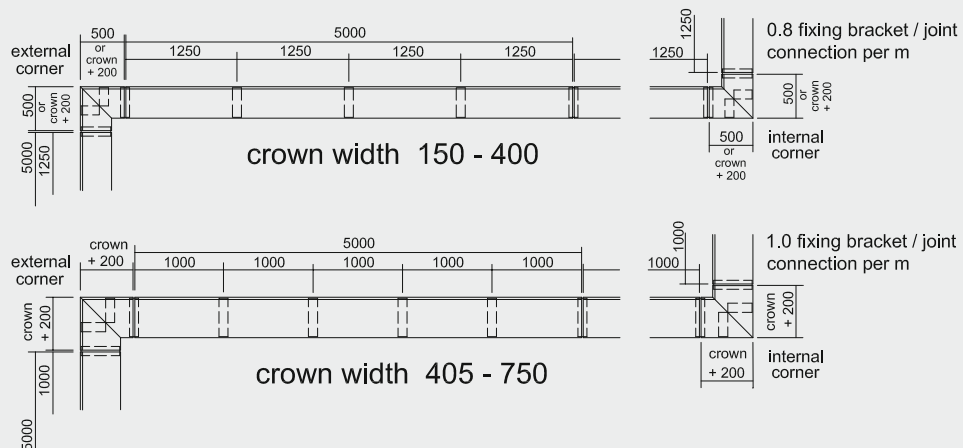 external
corner
500
or
crown
+ 200
5000
1250
1250
1250
1250
1250
1250
0.8 fixing bracket / joint
connection per m
500
or
crown
+ 200
5000
1250
crown width 150 - 400
500
or
crown
+ 200
500
or
crown
+ 200
internal
corner
external
corner
crown
+ 200
5000
1000
1000
1000
1000
1000
1000
1000
1.0 fixing bracket / joint
connection per m
crown
+ 200
1000
5000
crown width 405 - 750
crown
+ 200
crown
+ 200
internal
corner